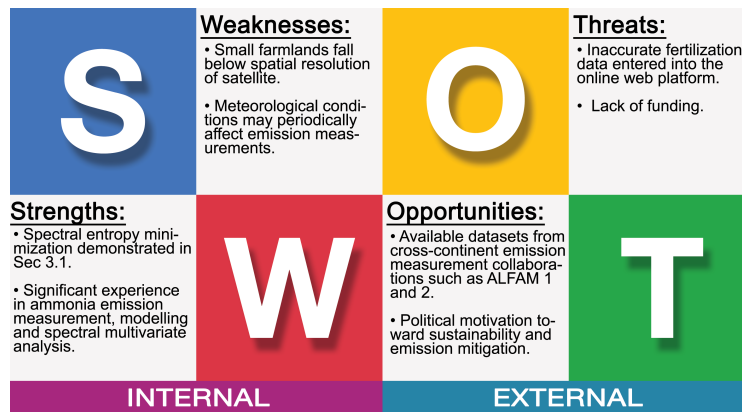 S
Weaknesses:
• Small farmlands fall
below spatial resolution
of satellite.
• Meteorological condi-
tions may periodically
affect emission meas-
urements.
O
Threats:
• Inaccurate fertilization
data entered into the
online web platform.
• Lack of funding.
Strengths:
• Spectral entropy mini-
mization demonstrated in
Sec 3.1.
• Significant experience
in ammonia emission
measurement, modelling
and spectral multivariate
analysis.
W
Opportunities:
• Available datasets from
cross-continent emission
measurement collabora-
tions such as ALFAM 1
and 2.
• Political motivation to-
ward sustainability and
emission mitigation.
T
INTERNAL
EXTERNAL